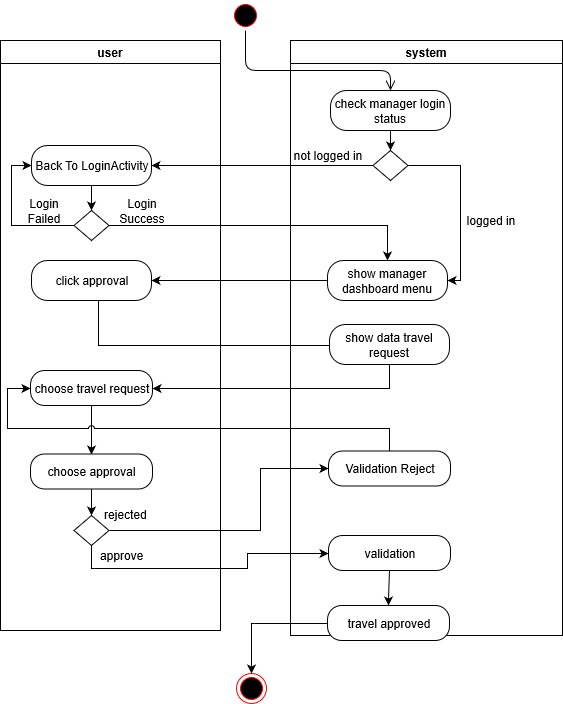 user
system
check manager login
status
not logged in
Back To LoginActivity
Login
Failed
Login
Success
logged in
click approval
show manager
dashboard menu
show data travel
request
choose travel request
choose approval
Validation Reject
rejected
approve
validation
travel approved